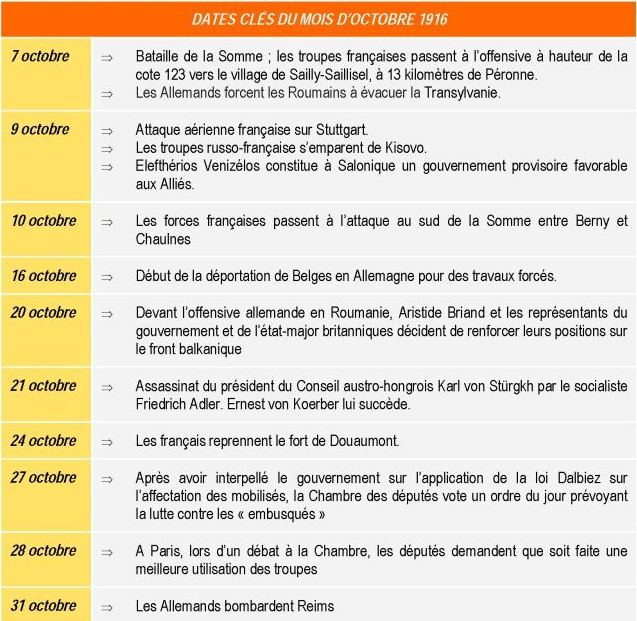 DATES CLÉS DU MOIS D'OCTOBRE 1916
7 octobre
⇒ Bataille de la Somme ; les troupes françaises passent à l'offensive à hauteur de la
cote 123 vers le village de Sailly-Saillisel, à 13 kilomètres de Péronne.
⇒ Les Allemands forcent les Roumains à évacuer la Transylvanie.
9 octobre
⇒ Attaque aérienne française sur Stuttgart.
⇒ Les troupes russo-française s'emparent de Kisovo.
⇒ Elefthérios Venizélos constitue à Salonique un gouvernement provisoire favorable
aux Alliés.
10 octobre
⇒ Les forces françaises passent à l'attaque au sud de la Somme entre Berny et
Chaulnes
16 octobre
⇒ Début de la déportation de Belges en Allemagne pour des travaux forcés.
20 octobre
⇒ Devant l'offensive allemande en Roumanie, Aristide Briand et les représentants du
gouvernement et de l'état-major britanniques décident de renforcer leurs positions sur
le front balkanique
21 octobre
⇒ Assassinat du président du Conseil austro-hongrois Karl von Stürgkh par le socialiste
Friedrich Adler. Ernest von Koerber lui succède.
24 octobre
⇒ Les français reprennent le fort de Douaumont.
27 octobre
⇒ Après avoir interpellé le gouvernement sur l'application de la loi Dalbiez sur
l'affectation des mobilisés, la Chambre des députés vote un ordre du jour prévoyant
la lutte contre les « embusqués »
28 octobre
⇒ A Paris, lors d'un débat à la Chambre, les députés demandent que soit faite une
meilleure utilisation des troupes
31 octobre
⇒ Les Allemands bombardent Reims